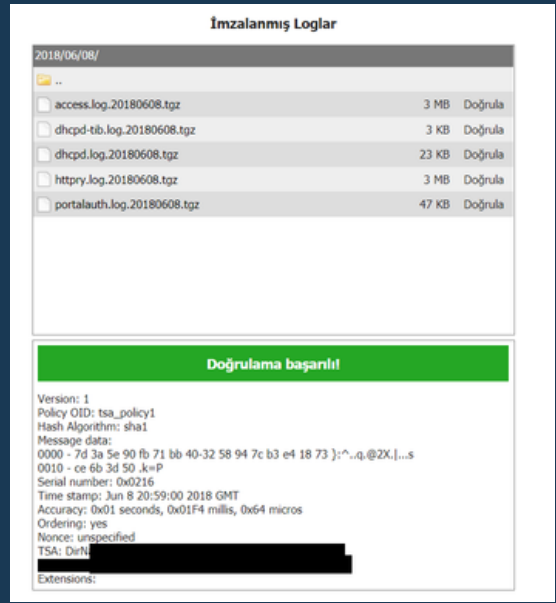 İmzalanmış Loglar
2018/06/08/
..
access.log.20180608.tgz 3 MB Doğrula
dhcpd-tib.log.20180608.tgz 3 KB Doğrula
dhcpd.log.20180608.tgz 23 KB Doğrula
httpry.log.20180608.tgz 3 MB Doğrula
portalauth.log.20180608.tgz 47 KB Doğrula
Doğrulama başarılı!
Version: 1
Policy OID: tsa_policy1
Hash Algorithm: sha1
Message data:
0000 - 7d 3a 5e 90 fb 71 bb 40-32 58 94 7c b3 e4 18 73 }:^..q.@2X.|...s
0010 - ce 6b 3d 50 .k=P
Serial number: 0x0216
Time stamp: Jun 8 20:59:00 2018 GMT
Accuracy: 0x01 seconds, 0x01F4 millis, 0x64 micros
Ordering: yes
Nonce: unspecified
TSA: DirN
Extensions: